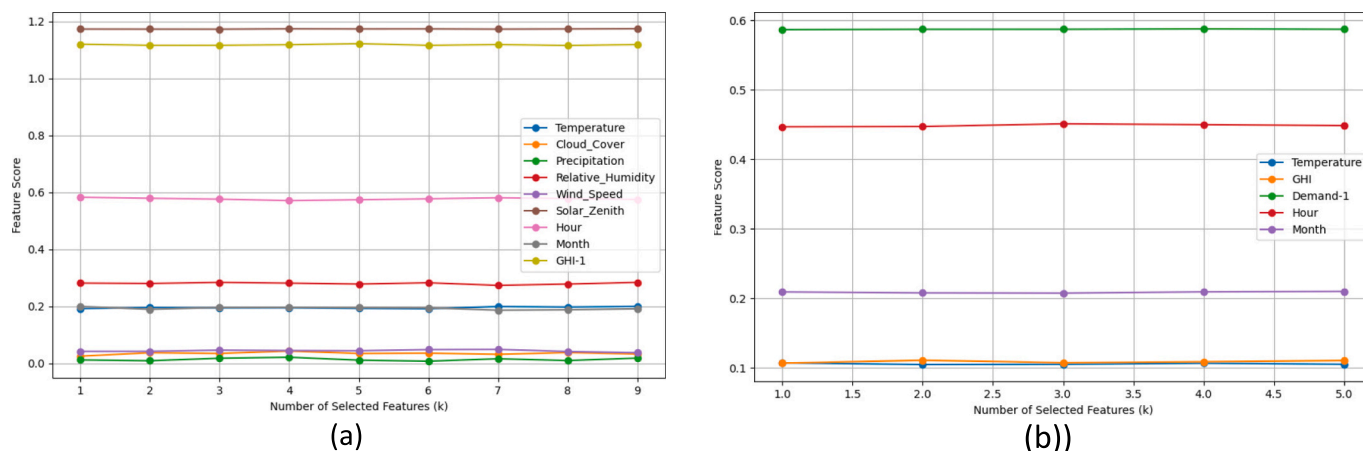 1.2
1.0
0.8
0.6
0.4
0.2
0.0
Feature Score
Temperature
Cloud_Cover
Precipitation
Relative_Humidity
Wind_Speed
Solar_Zenith
Hour
Month
GHI-1
1 2 3 4 5 6 7 8 9
Number of Selected Features (k)
(a)
0.6
0.5
0.4
0.3
0.2
0.1
Feature Score
Temperature
GHI
Demand-1
Hour
Month
1.0 1.5 2.0 2.5 3.0 3.5 4.0 4.5 5.0
Number of Selected Features (k)
(b))